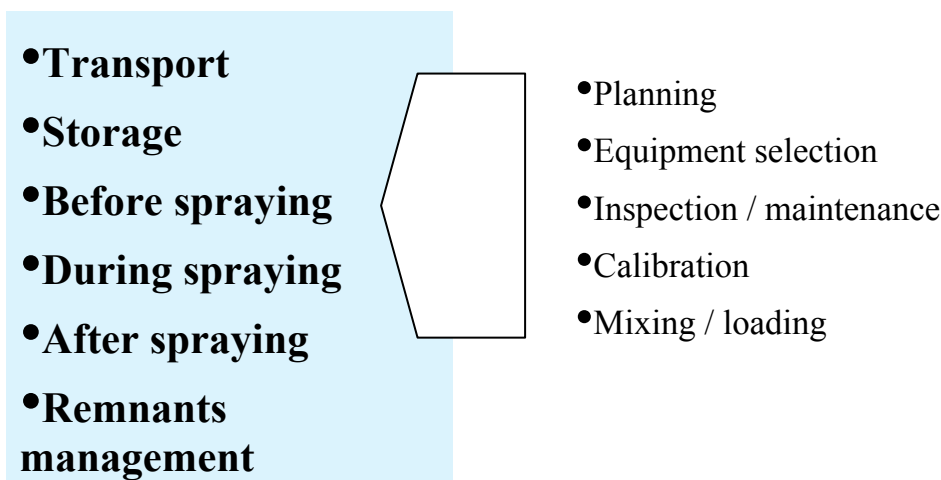 •Transport
•Storage
•Before spraying
•During spraying
•After spraying
•Remnants
management
•Planning
•Equipment selection
•Inspection / maintenance
•Calibration
•Mixing / loading